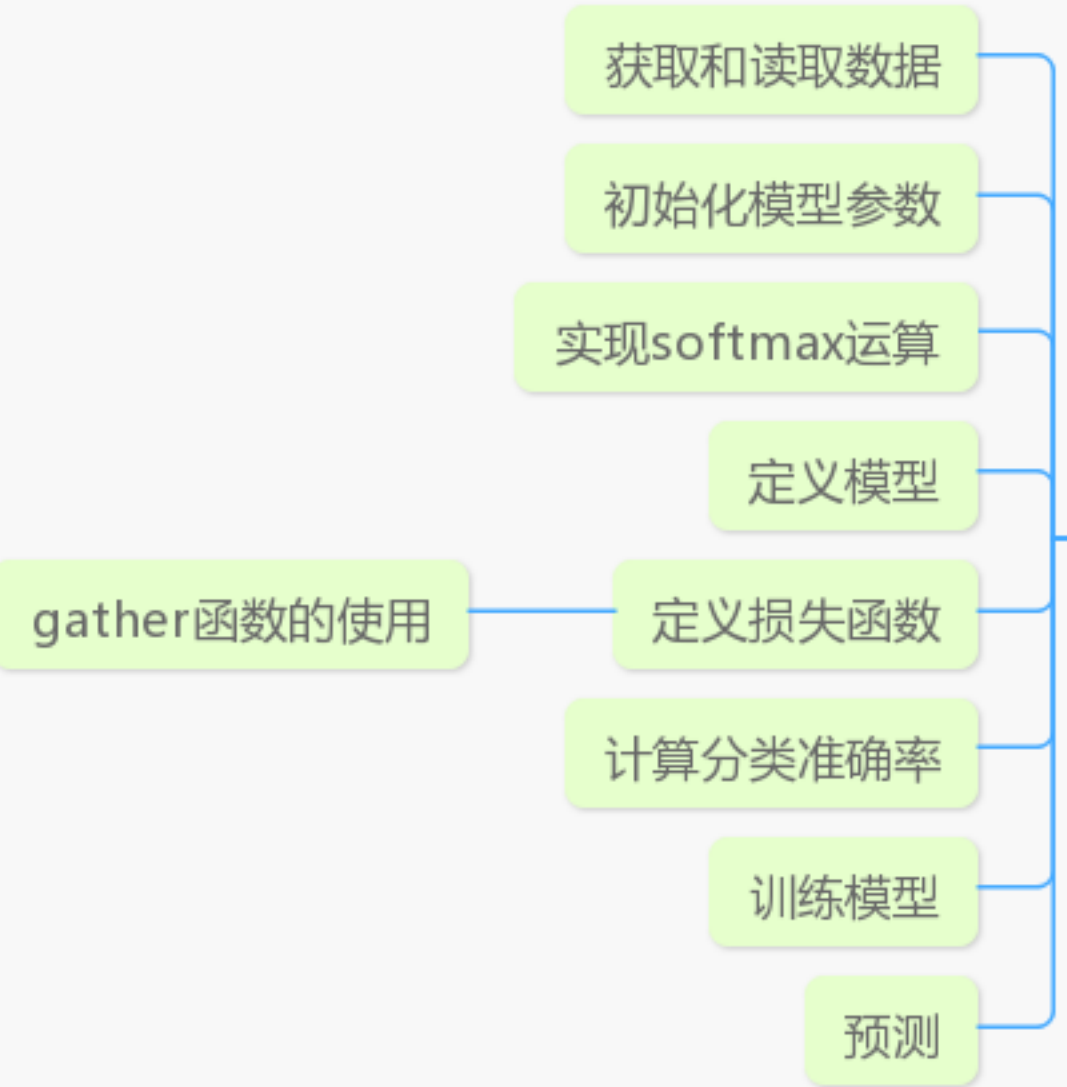 获取和读取数据
初始化模型参数
实现softmax运算
定义模型
gather函数的使用
定义损失函数
计算分类准确率
训练模型
预测